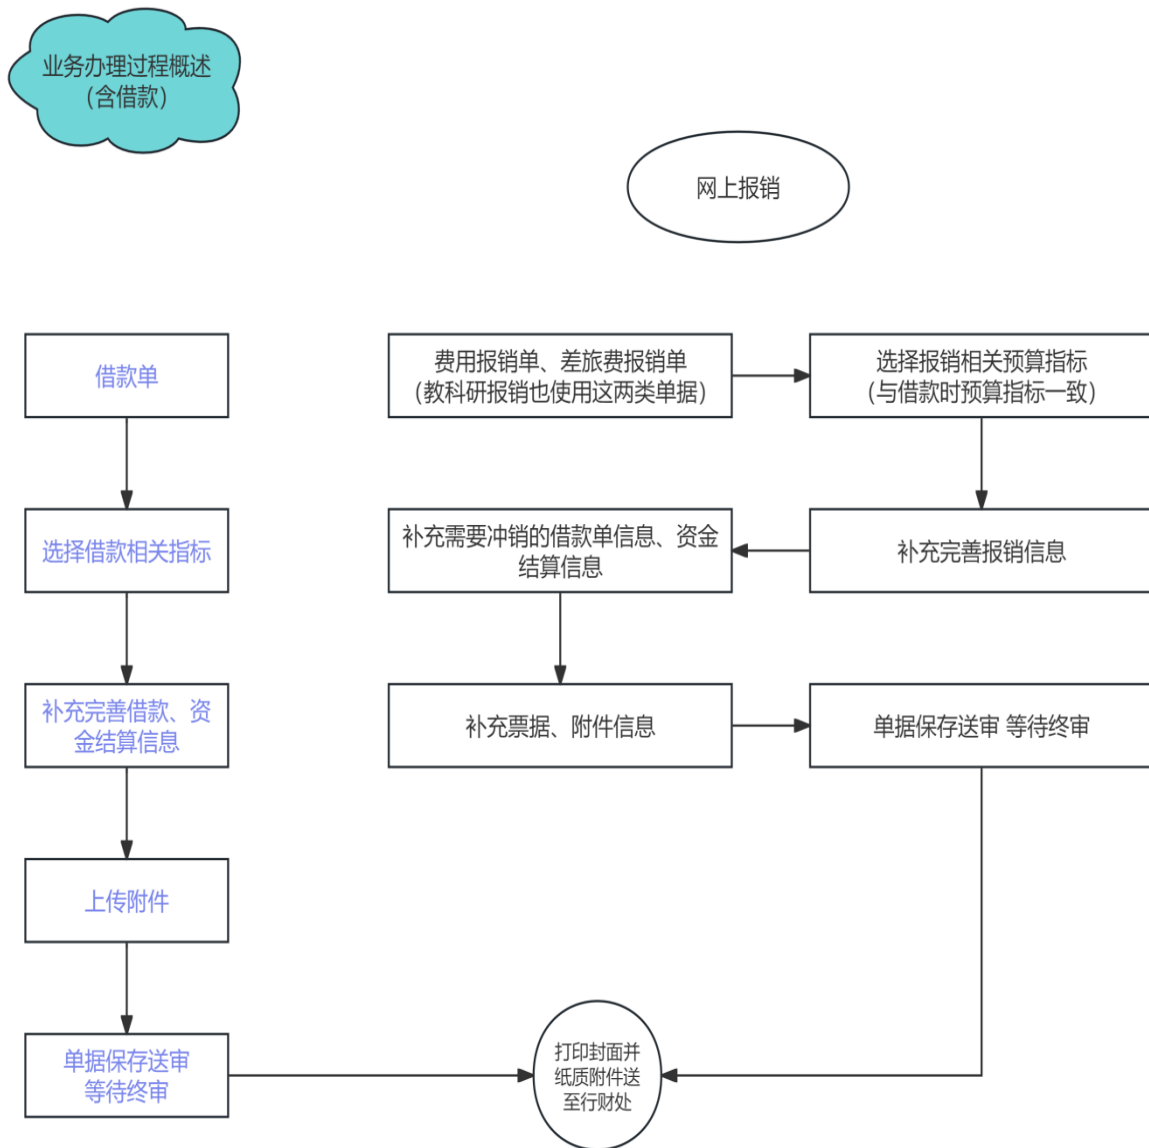 业务办理过程概述
（含借款）
网上报销
借款单
费用报销单、差旅费报销单
（教科研报销也使用这两类单据）
选择报销相关预算指标
（与借款时预算指标一致）
选择借款相关指标
补充需要冲销的借款单信息、资金
结算信息
补充完善报销信息
补充完善借款、资
金结算信息
补充票据、附件信息
单据保存送审 等待终审
上传附件
单据保存送审
等待终审
打印封面并
纸质附件送
至行财处